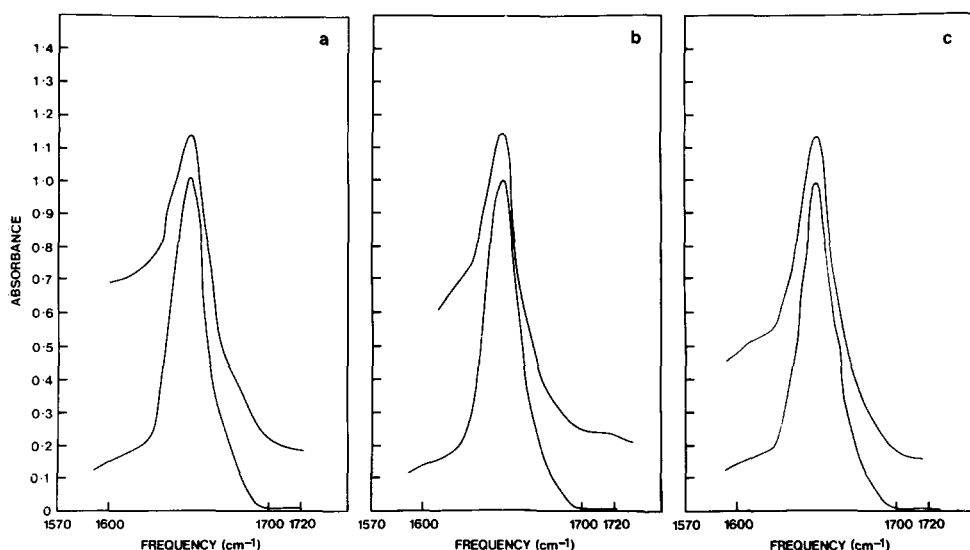 a
b
c
1·4
1·3
1·2
1·1
1·0
0·9
0·8
0·7
0·6
0·5
0·4
0·3
0·2
0·1
0
ABSORBANCE
1570 1600 1700 1720
1570 1600 1700 1720
1570 1600 1700 1720
FREQUENCY (cm⁻¹)
FREQUENCY (cm⁻¹)
FREQUENCY (cm⁻¹)